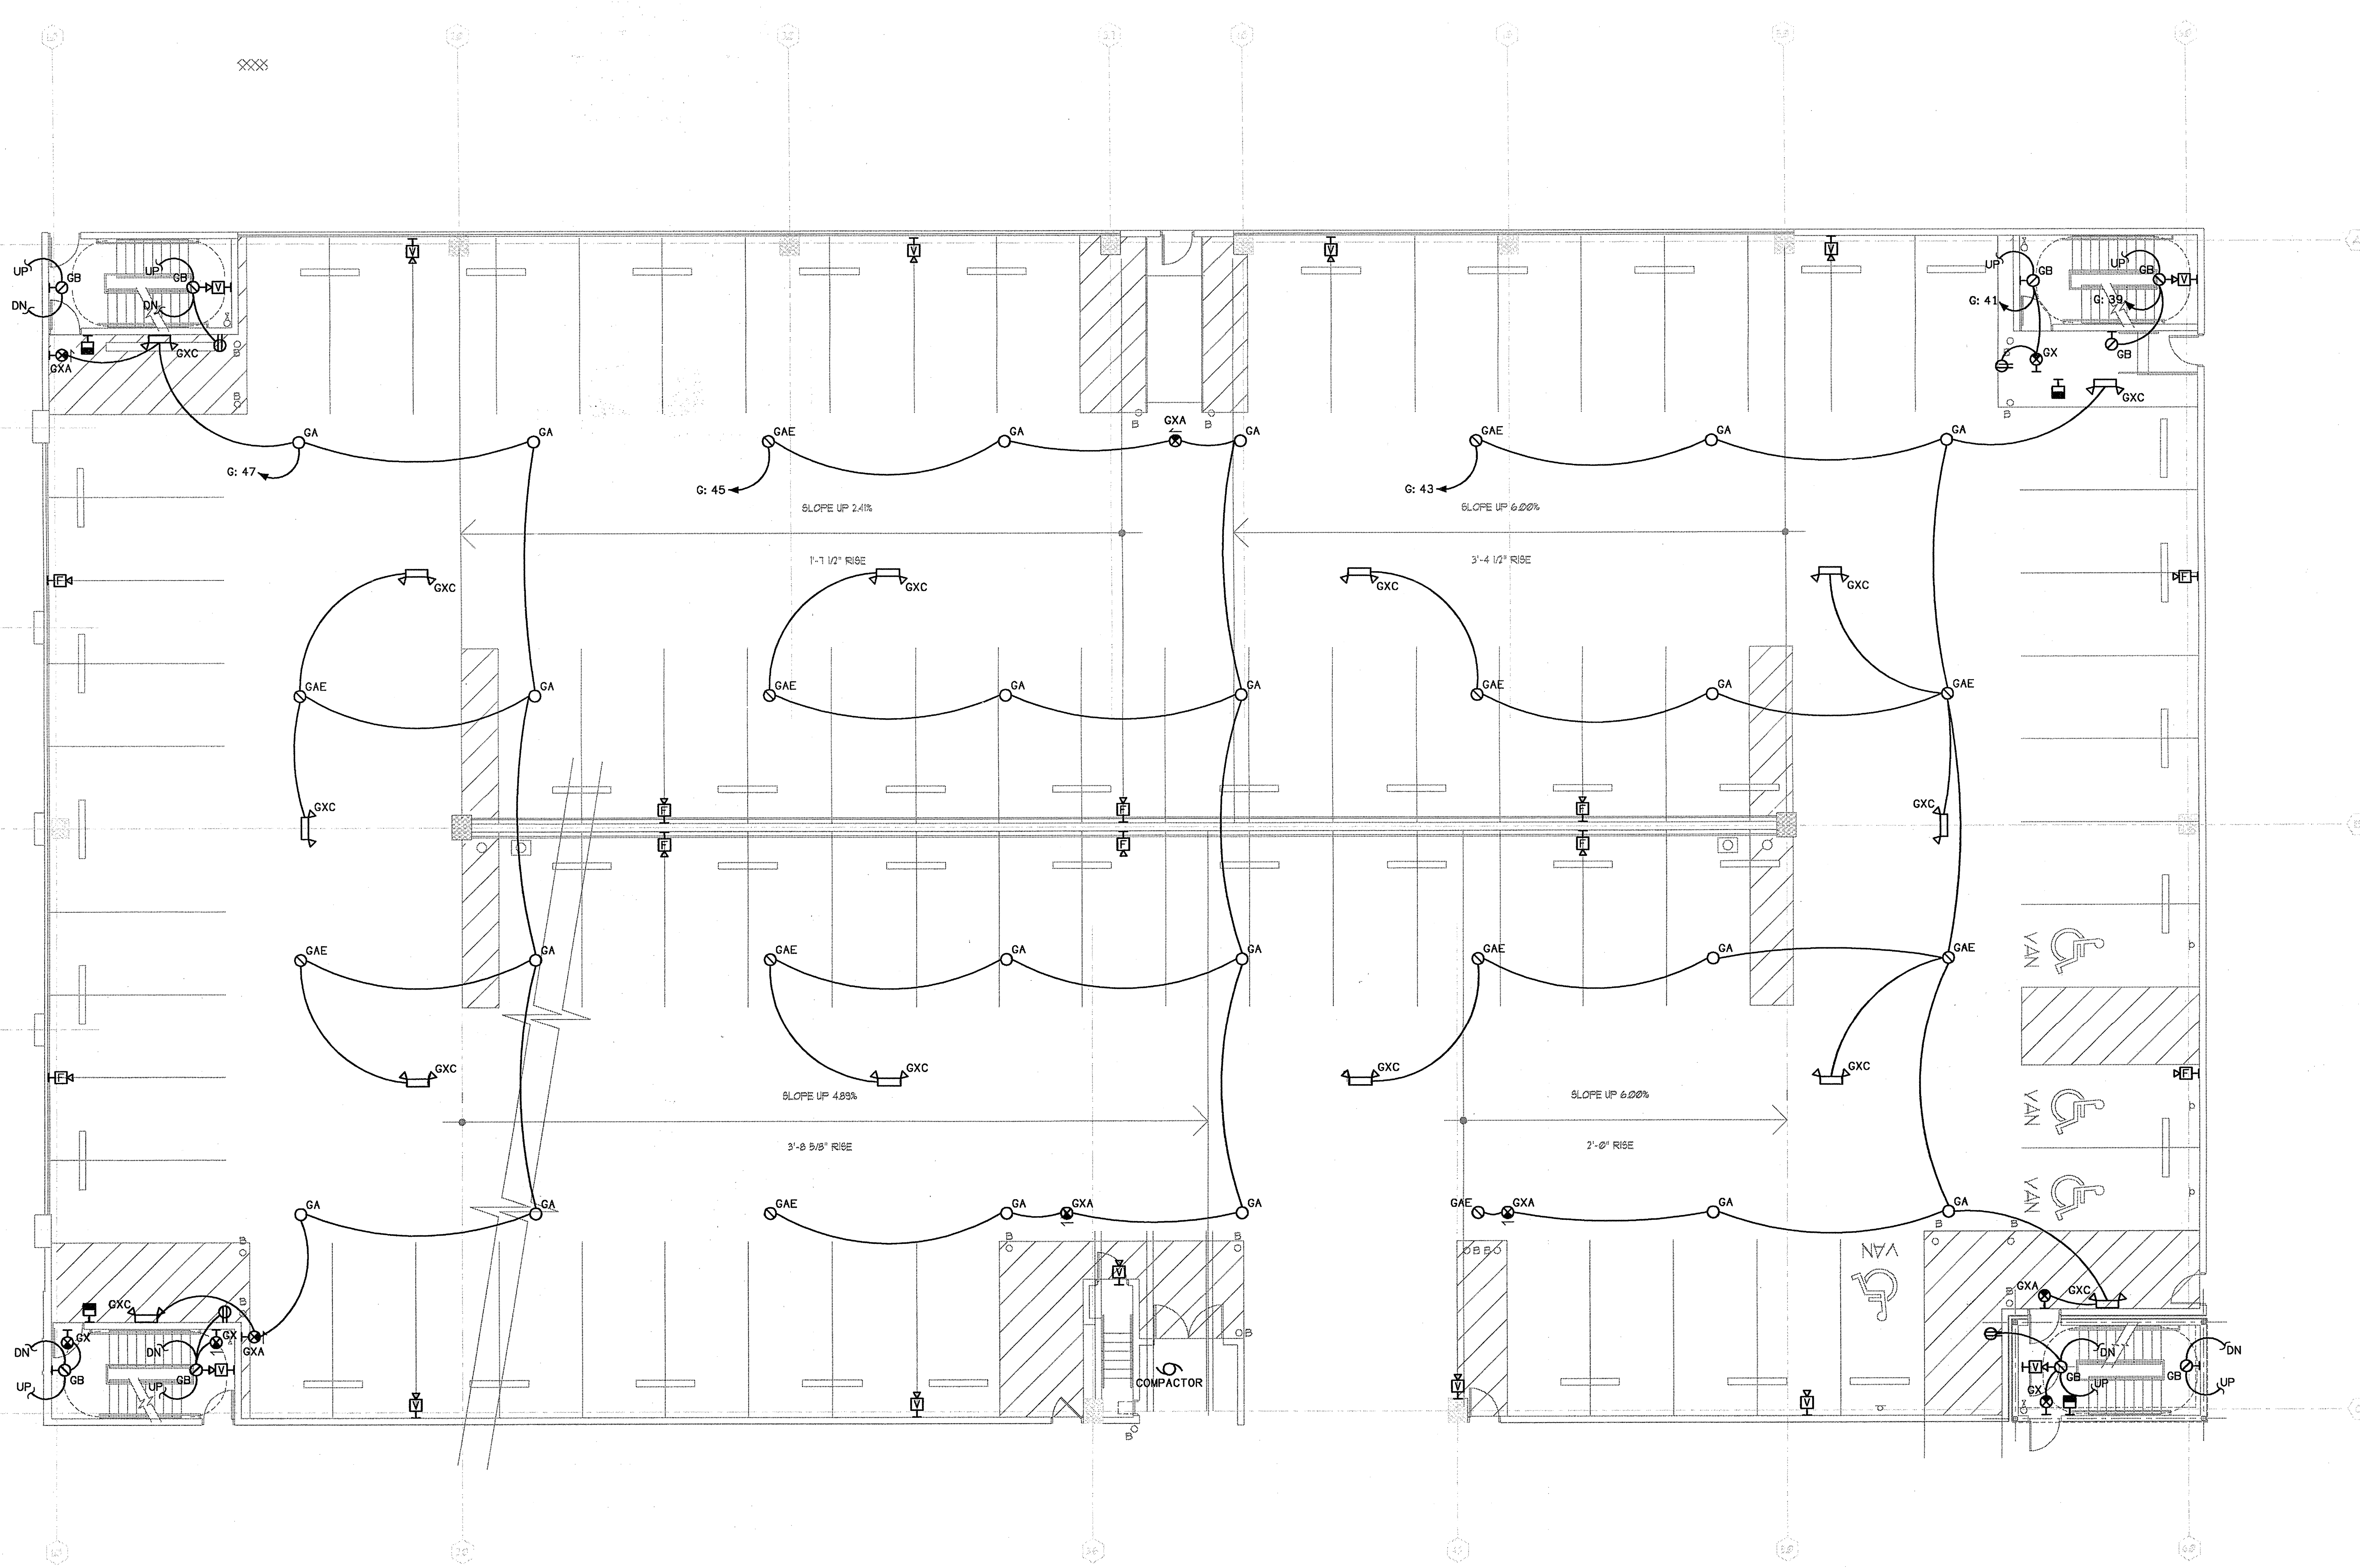 UP
UP
GB
GB
V
DN
DN
GXC
GXA
B
B
V
V
V
V
UP
UP
GB
GB
V
G: 41
G: 39
B
GX
GB
GXC
B
GA
GA
GAE
GA
GXA
B
B
GA
GAE
GA
GA
G: 47
G: 45
G: 43
SLOPE UP 2.41%
SLOPE UP 6.00%
1'-7 1/2" RISE
3'-4 1/2" RISE
F
GXC
GXC
GXC
GXC
F
GAE
GA
GAE
GA
GA
GAE
GA
GAE
GXC
F
F
F
GXC
F
F
F
GAE
GA
GAE
GA
GA
GAE
GA
GAE
VAN
F
GXC
GXC
GXC
GXC
F
SLOPE UP 4.89%
SLOPE UP 6.00%
VAN
3'-8 5/8" RISE
2'-0" RISE
VAN
GA
GA
GAE
GA
GXA
GA
GAE
GXA
GA
GA
B
B
B
B
B
B
B
B
VAN
V
GXC
B
GXA
GXC
B
B
GX
GX
GXA
DN
DN
GB
GB
V
UP
UP
COMPACTOR
V
V
V
V
V
DN
DN
GB
GB
UP
UP
GX
B